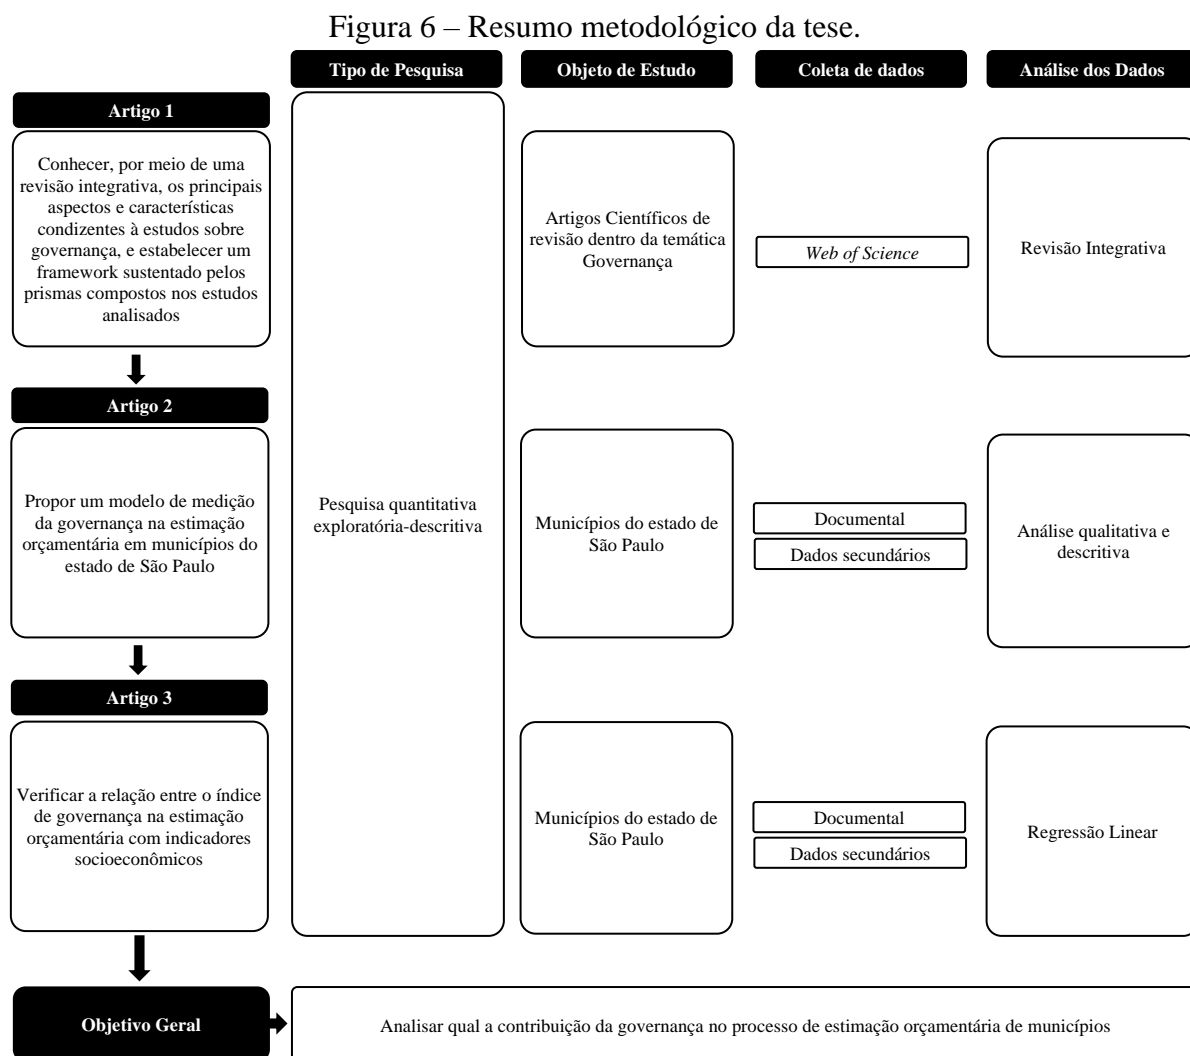 Figura 6 – Resumo metodológico da tese.
Tipo de Pesquisa
Objeto de Estudo
Coleta de dados
Análise dos Dados
Artigo 1
Conhecer, por meio de uma
revisão integrativa, os principais
aspectos e características
condizentes à estudos sobre
governança, e estabelecer um
framework sustentado pelos
prismas compostos nos estudos
analisados
Artigos Científicos de
revisão dentro da temática
Governança
Web of Science
Revisão Integrativa
Artigo 2
Propor um modelo de medição
da governança na estimação
orçamentária em municípios do
estado de São Paulo
Pesquisa quantitativa
exploratória-descritiva
Municípios do estado de
São Paulo
Documental
Dados secundários
Análise qualitativa e
descritiva
Artigo 3
Verificar a relação entre o índice
de governança na estimação
orçamentária com indicadores
socioeconômicos
Municípios do estado de
São Paulo
Documental
Dados secundários
Regressão Linear
Objetivo Geral
Analisar qual a contribuição da governança no processo de estimação orçamentária de municípios